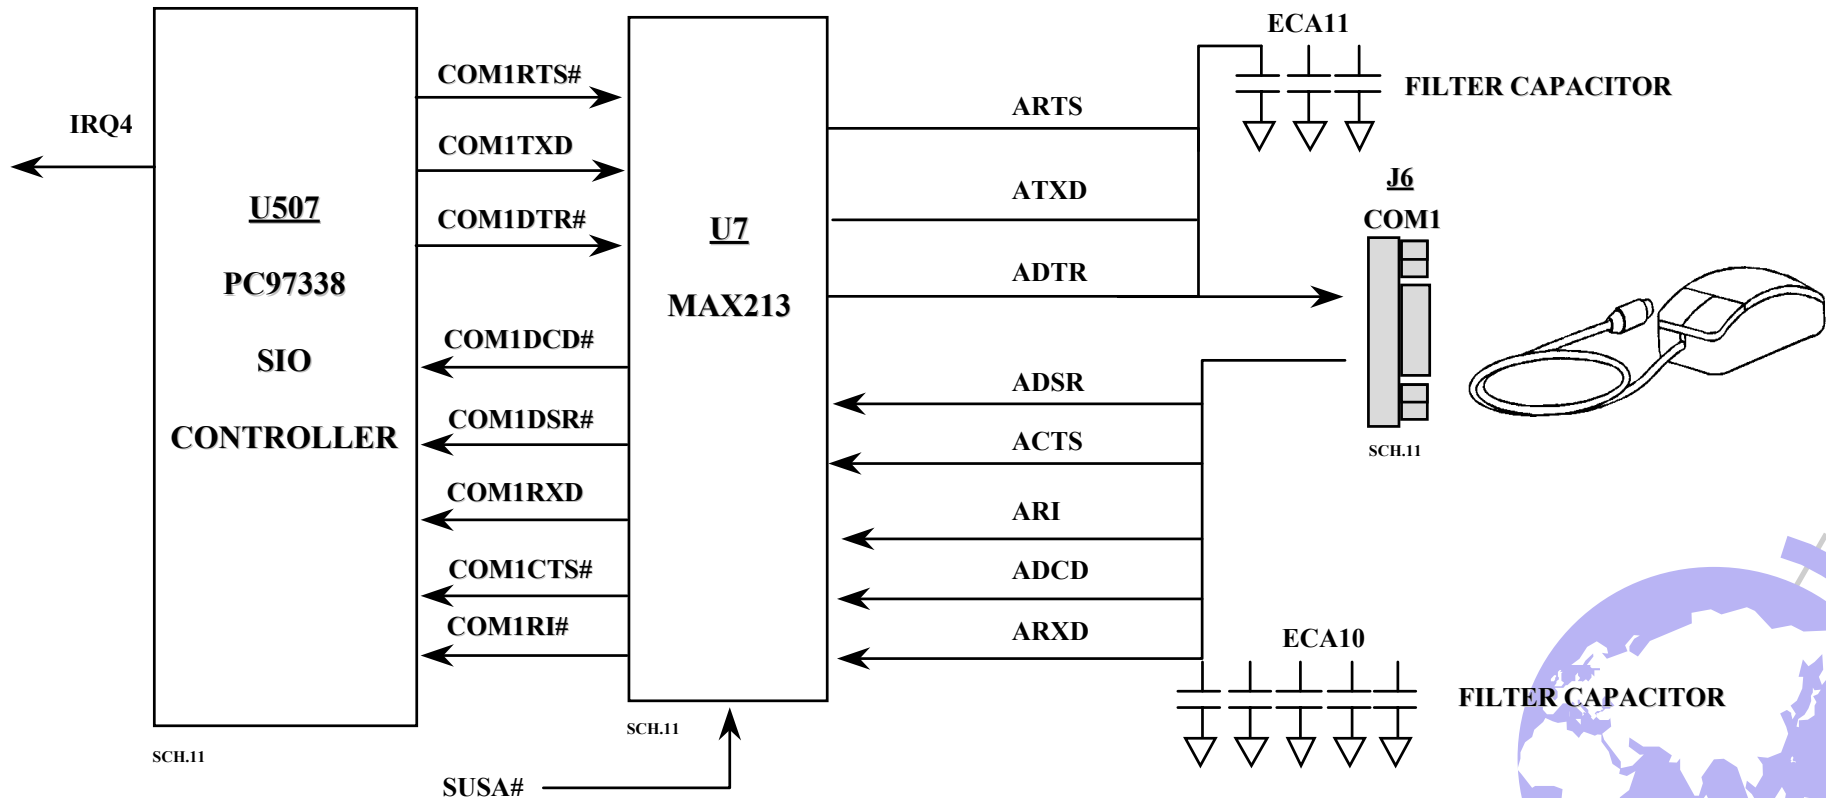 ECA11
FILTER CAPACITOR
IRQ4
COM1RTS#
COM1TXD
COM1DTR#
COM1DCD#
COM1DSR#
COM1RXD
COM1CTS#
COM1RI#
U507
PC97338
SIO
CONTROLLER
SCH.11
U7
MAX213
SCH.11
SUSA#
ARTS
ATXD
ADTR
ADSR
ACTS
ARI
ADCD
ARXD
J6
COM1
SCH.11
ECA10
FILTER CAPACITOR